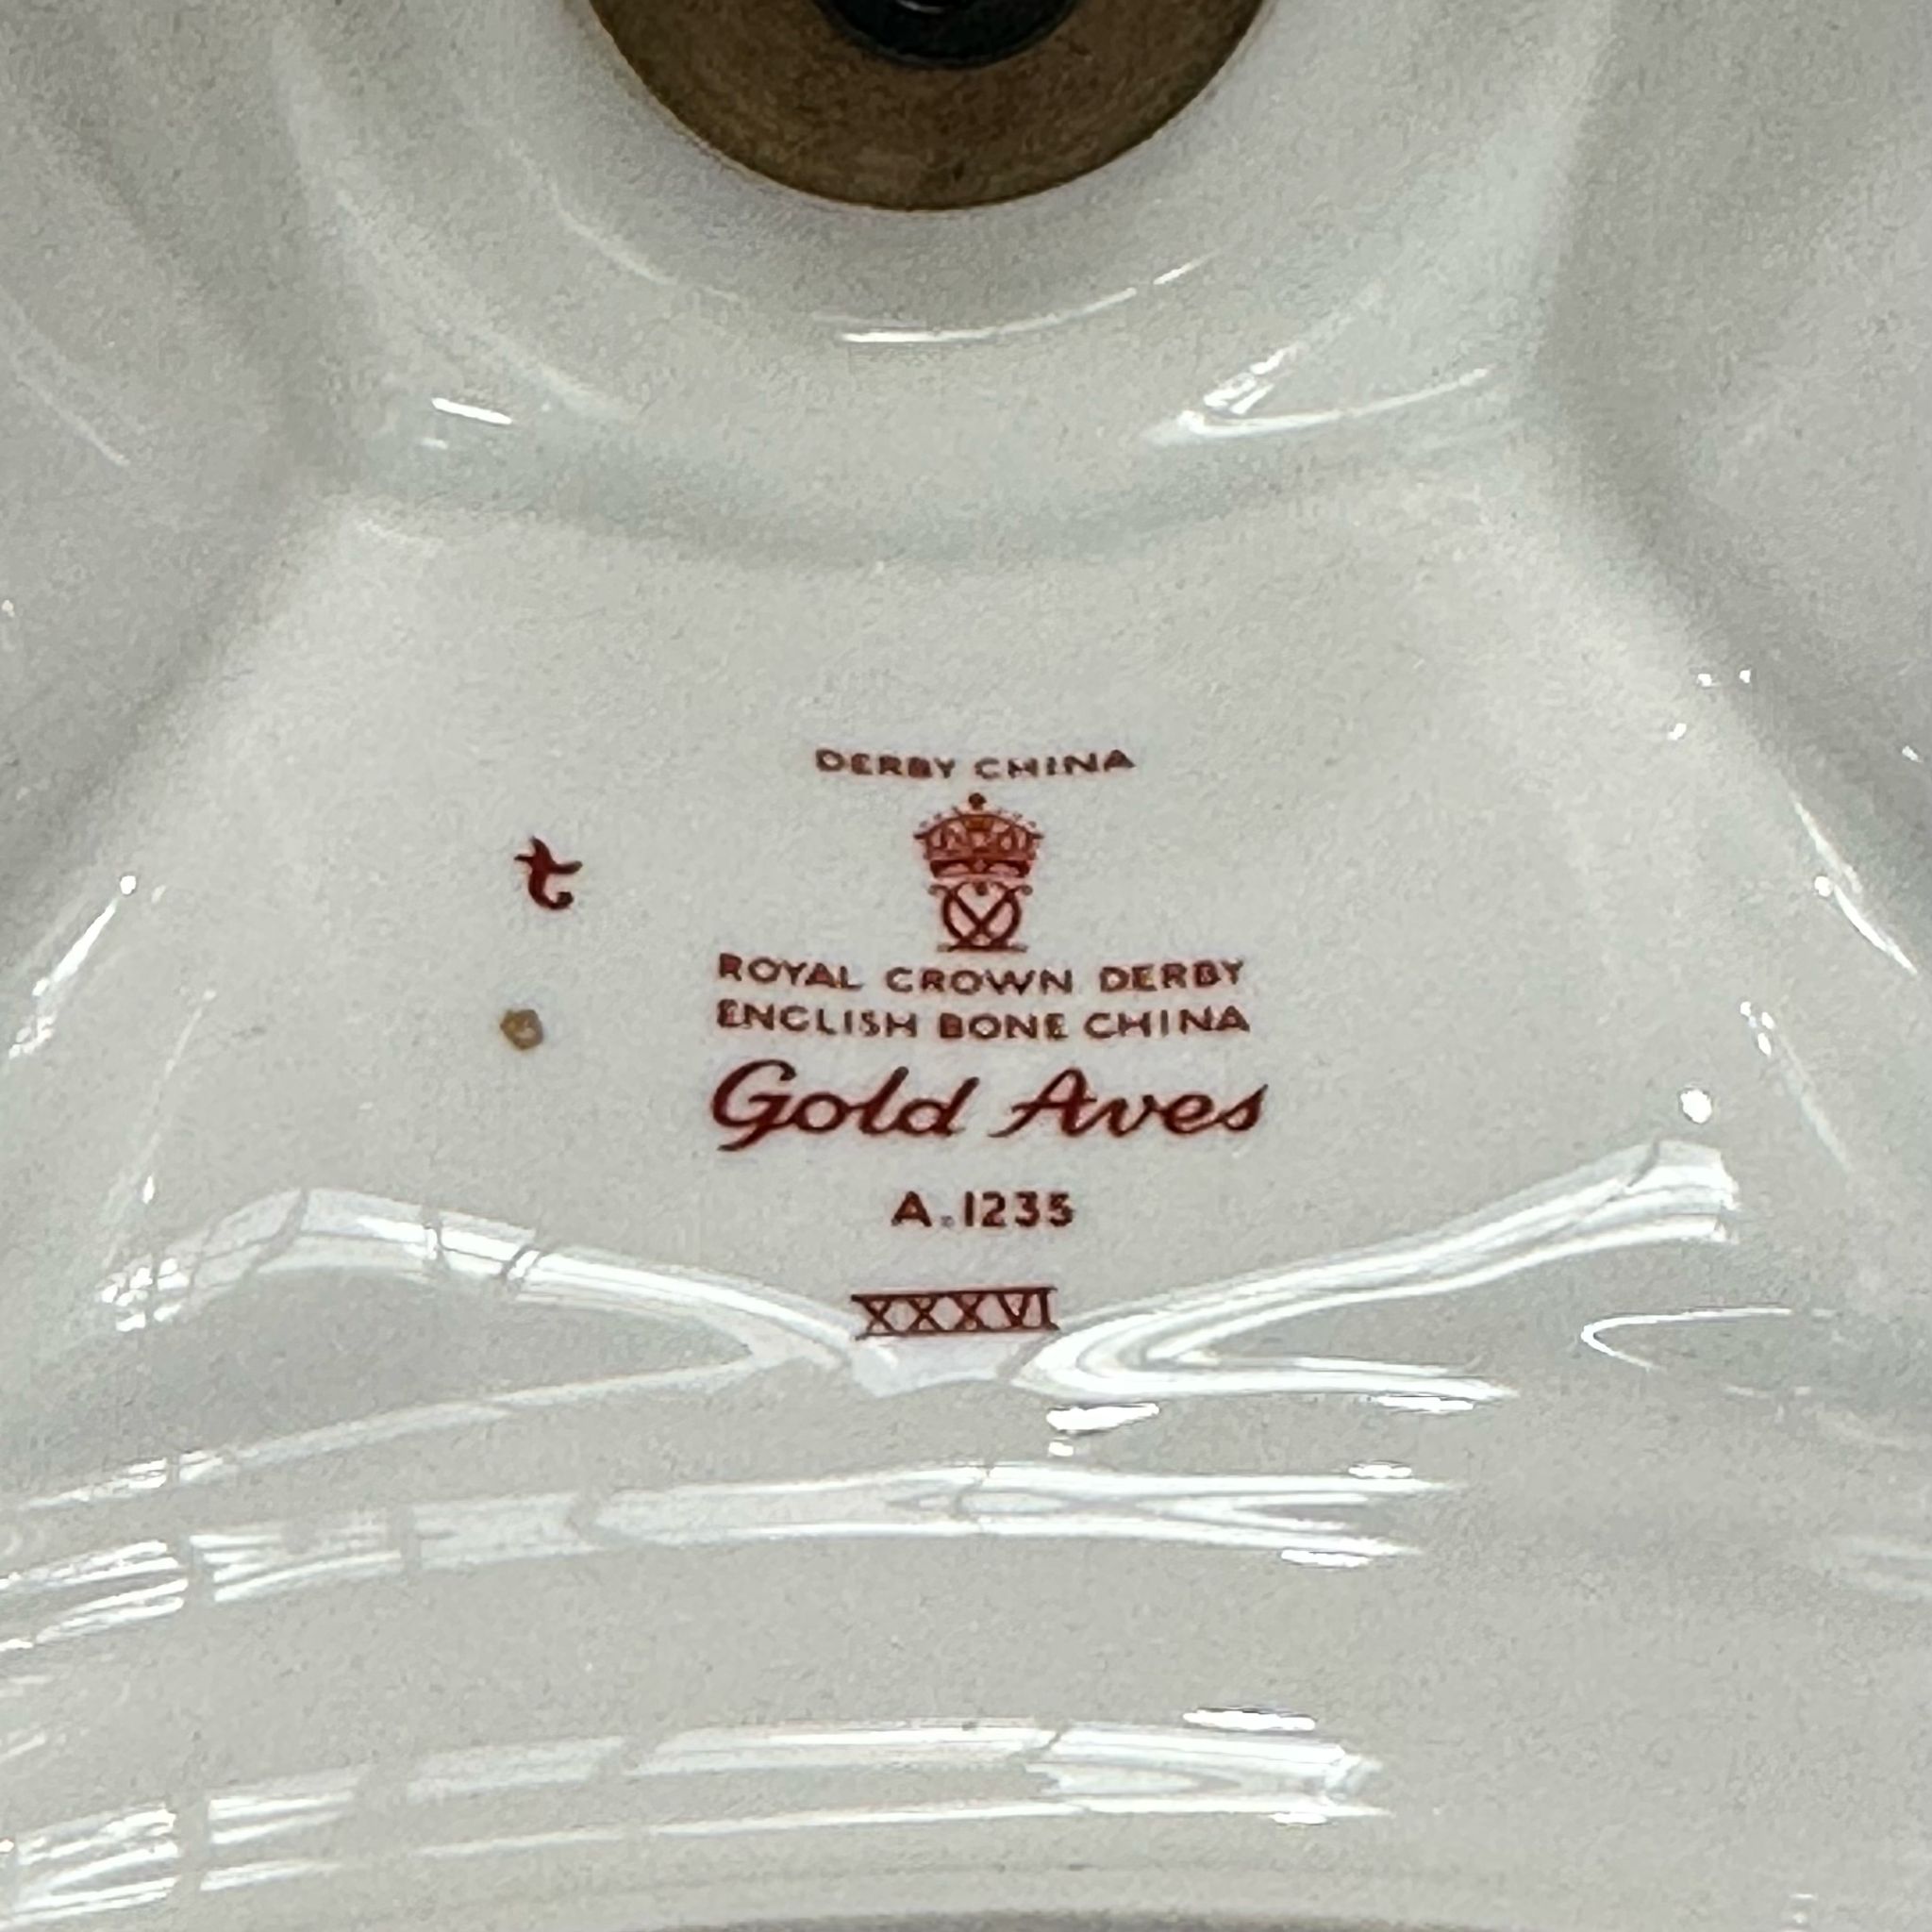 DERBY CHINA
t
ROYAL CROWN DERBY
ENGLISH BONE CHINA
Gold Aves
A.1235
XXXVI